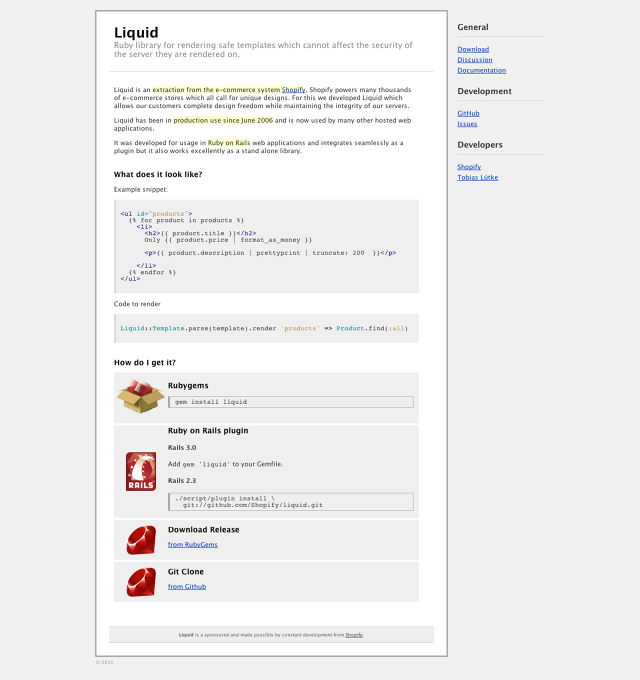 Liquid
Ruby library for rendering safe templates which cannot affect the security of
the server they are rendered on.
Liquid is an extraction from the e-commerce system Shopify. Shopify powers many thousands
of e-commerce stores which all call for unique designs. For this we developed Liquid which
allows our customers complete design freedom while maintaining the integrity of our servers.
Liquid has been in production use since June 2006 and is now used by many other hosted web
applications.
It was developed for usage in Ruby on Rails web applications and integrates seamlessly as a
plugin but it also works excellently as a stand alone library.
What does it look like?
Example snippet:
<ul id="products">
{% for product in products %}
<li>
<h2>{{ product.title }}</h2>
Only {{ product.price | format_as_money }}
<p>{{ product.description | prettyprint | truncate: 200 }}</p>
</li>
{% endfor %}
</ul>
Code to render
Liquid::Template.parse(template).render 'products' => Product.find(:all)
How do I get it?
Rubygems
gem install liquid
Ruby on Rails plugin
Rails 3.0
Add gem 'liquid' to your Gemfile.
Rails 2.3
RAILS
./script/plugin install \
git://github.com/Shopify/liquid.git
Download Release
from RubyGems
Git Clone
from Github
Liquid is a sponsored and made possible by constant development from Shopify.
© 2011
General
Download
Discussion
Documentation
Development
GitHub
Issues
Developers
Shopify
Tobias Lütke